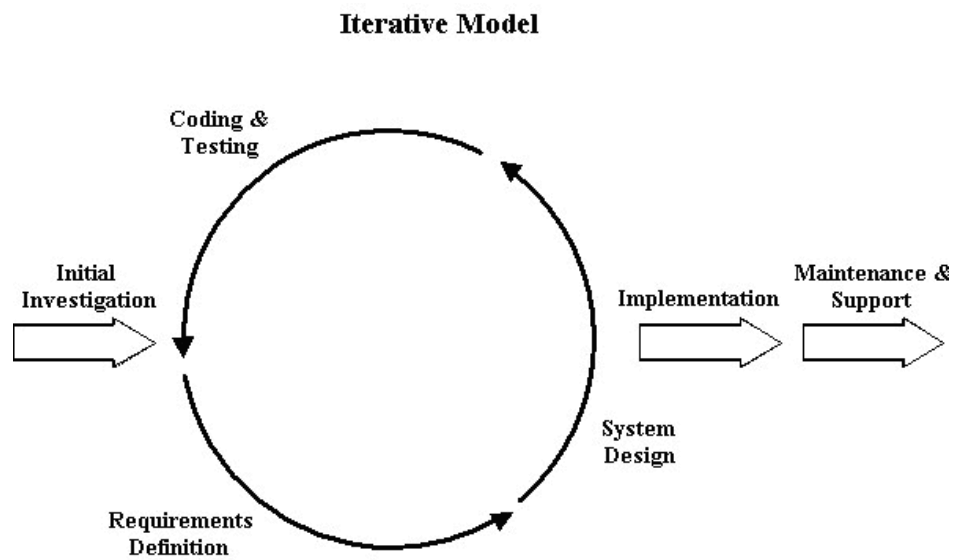 Iterative Model
Coding &
Testing
Initial
Investigation
Implementation
Maintenance &
Support
System
Design
Requirements
Definition